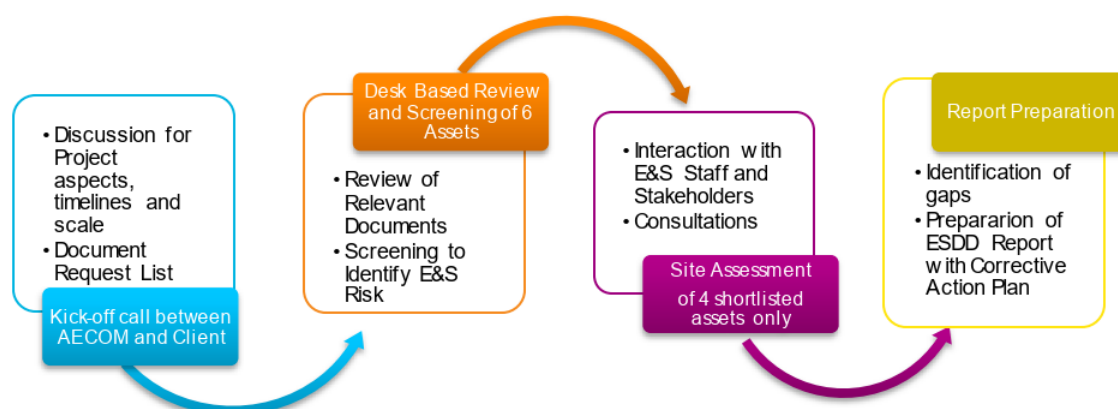 • Discussion for
Project
aspects,
timelines and
scale
• Document
Request List
Kick-off call between
AECOM and Client
Desk Based Review
and Screening of 6
Assets
• Review of
Relevant
Documents
• Screening to
Identify E&S
Risk
• Interaction with
E&S Staff and
Stakeholders
• Consultations
Site Assessment
of 4 shortlisted
assets only
Report Preparation
• Identification of
gaps
• Prepararion of
ESDD Report
with Corrective
Action Plan